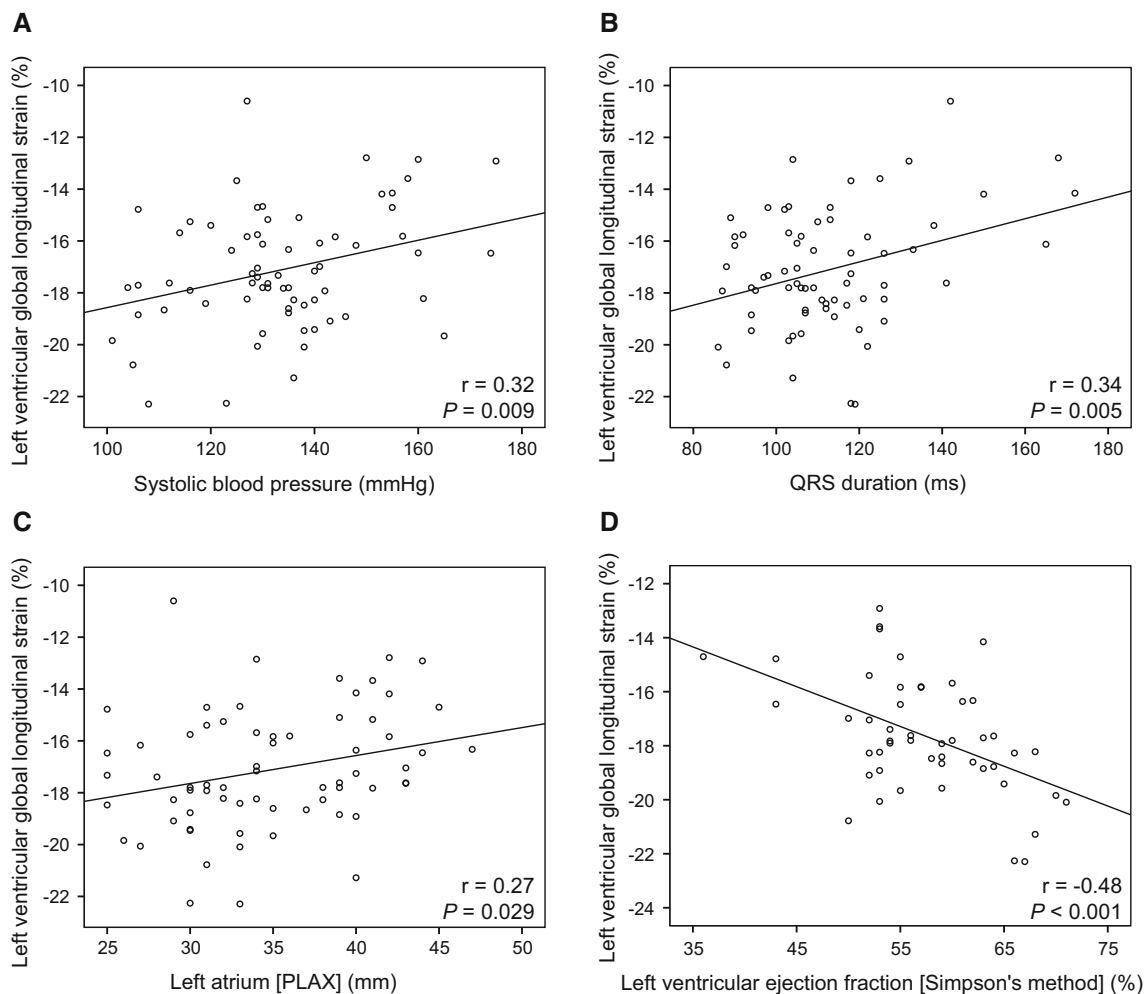 A
Left ventricular global longitudinal strain (%)
-10
-12
-14
-16
-18
-20
-22
r = 0.32
P = 0.009
100
120
140
160
180
Systolic blood pressure (mmHg)
B
Left ventricular global longitudinal strain (%)
-10
-12
-14
-16
-18
-20
-22
r = 0.34
P = 0.005
80
100
120
140
160
180
QRS duration (ms)
C
Left ventricular global longitudinal strain (%)
-10
-12
-14
-16
-18
-20
-22
r = 0.27
P = 0.029
25
30
35
40
45
50
Left atrium [PLAX] (mm)
D
Left ventricular global longitudinal strain (%)
-12
-14
-16
-18
-20
-22
-24
r = -0.48
P < 0.001
35
45
55
65
75
Left ventricular ejection fraction [Simpson's method] (%)